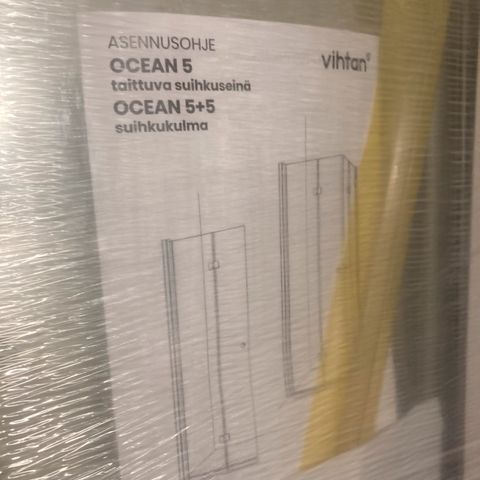 ASENNUSOHJE
vihtan
OCEAN 5
taittuva suihkuseinä
OCEAN 5+5
suihkukulma